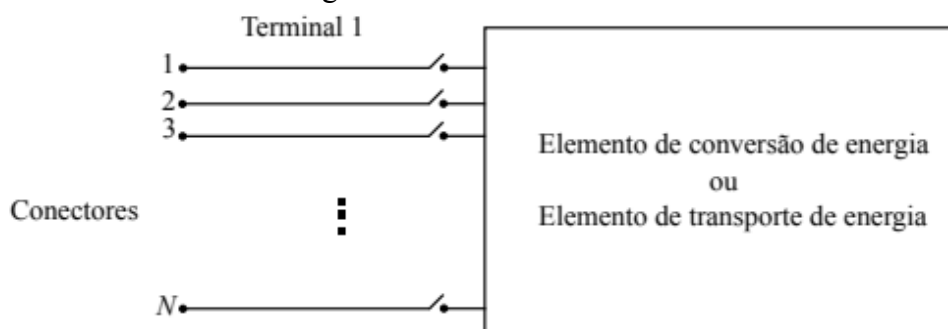 Terminal 1
1
2
3
Elemento de conversão de energia
ou
Conectores
Elemento de transporte de energia
N